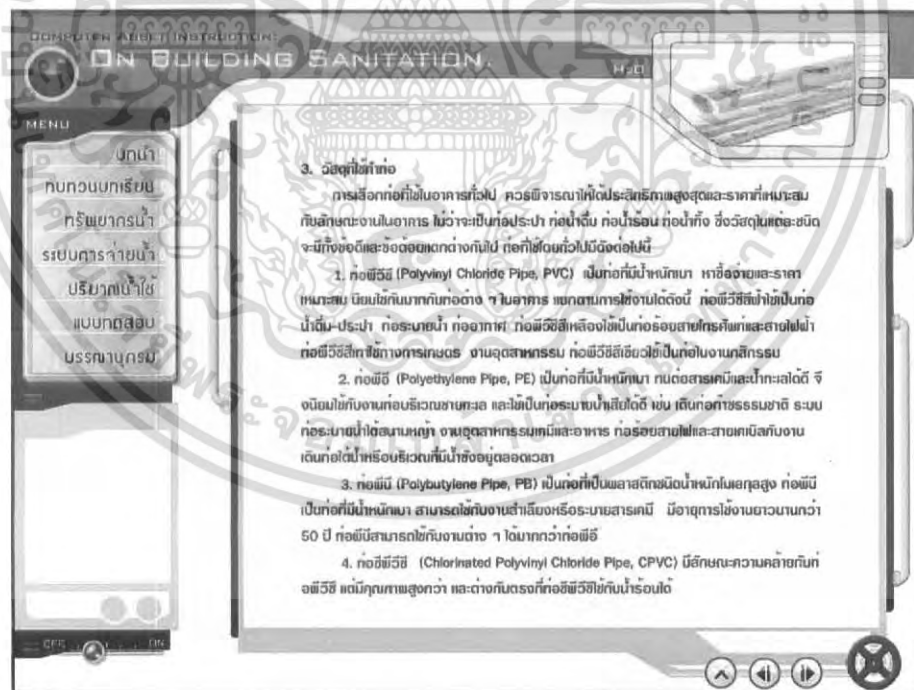 COMPUTER ASSIST INSTRUCTION:
ON BUILDING SANITATION.
H2O
MENU
บทนำ
ทบทวนบทเรียน
ทรัพยากรน้ำ
ระบบการจ่ายน้ำ
ปริมาณน้ำใช้
แบบทดสอบ
บรรณานุกรม
3. วัสดุที่ใช้ทำท่อ
การเลือกท่อที่ใช้ในอาคารทั่วไป ควรพิจารณาให้ได้ประสิทธิภาพสูงสุดและราคาที่เหมาะสม
กับลักษณะงานในอาคาร ไม่ว่าจะเป็นท่อประปา ท่อน้ำดื่ม ท่อน้ำร้อน ท่อน้ำทิ้ง ซึ่งวัสดุในแต่ละชนิด
จะมีทั้งข้อดีและข้อด้อยแตกต่างกันไป ท่อที่ใช้โดยทั่วไปมีดังต่อไปนี้
1. ท่อพีวีซี (Polyvinyl Chloride Pipe, PVC) เป็นท่อที่มีน้ำหนักเบา หาซื้อง่ายและราคา
เหมาะสม นิยมใช้กันมากกับท่อต่าง ๆ ในอาคาร แยกตามการใช้งานได้ดังนี้ ท่อพีวีซีสีน้ำใช้เป็นท่อ
น้ำดื่ม-ประปา ท่อระบายน้ำ ท่ออากาศ ท่อพีวีซีสีเหลืองใช้เป็นท่อร้อยสายโทรศัพท์และสายไฟฟ้า
ท่อพีวีซีสีเทาใช้ทางการเกษตร งานอุตสาหกรรม ท่อพีวีซีสีเขียวใช้เป็นท่อในงานกสิกรรม
2. ท่อพีอี (Polyethylene Pipe, PE) เป็นท่อที่มีน้ำหนักเบา ทนต่อสารเคมีและน้ำทะเลได้ดี จึ
งนิยมใช้กับงานท่อบริเวณชายทะเล และใช้เป็นท่อระบายน้ำเสียได้ดี เช่น เดินท่อก๊าซธรรมชาติ ระบบ
ท่อระบายน้ำใต้สนามหญ้า งานอุตสาหกรรมเคมีและอาหาร ท่อร้อยสายไฟและสายเคเบิลกับงาน
เดินท่อใต้น้ำหรือบริเวณที่มีน้ำขังอยู่ตลอดเวลา
3. ท่อพีบี (Polybutylene Pipe, PB) เป็นท่อที่เป็นพลาสติกชนิดน้ำหนักโมเลกุลสูง ท่อพีบี
เป็นท่อที่มีน้ำหนักเบา สามารถใช้กับงานลำเลียงหรือระบายสารเคมี มีอายุการใช้งานยาวนานกว่า
50 ปี ท่อพีบีสามารถใช้กับงานต่าง ๆ ได้มากกว่าท่อพีอี
4. ท่อซีพีวีซี (Chlorinated Polyvinyl Chloride Pipe, CPVC) มีลักษณะความคล้ายกับท่
อพีวีซี แต่มีคุณภาพสูงกว่า และต่างกันตรงที่ท่อซีพีวีซีใช้กับน้ำร้อนได้
OFF
ON